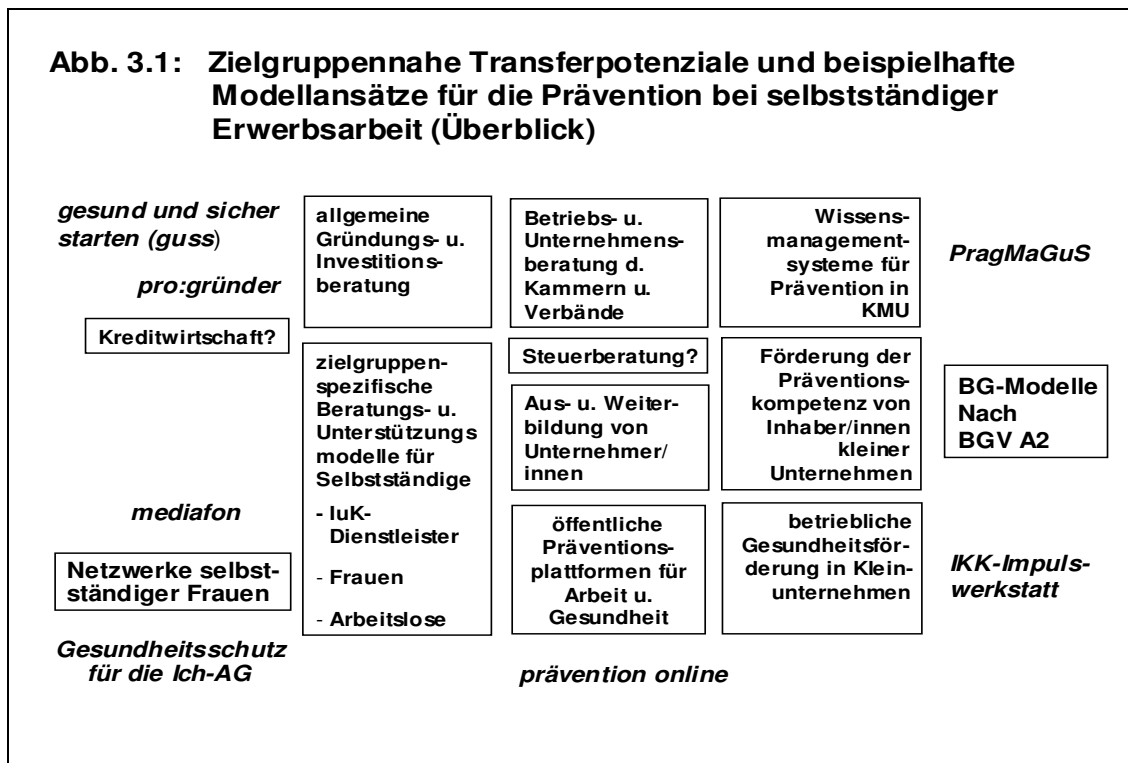 Abb. 3.1: Zielgruppennahe Transferpotenziale und beispielhafte
Modellansätze für die Prävention bei selbstständiger
Erwerbsarbeit (Überblick)
gesund und sicher
starten (guss)
pro:gründer
Kreditwirtschaft?
mediafon
Netzwerke selbst-
ständiger Frauen
Gesundheitsschutz
für die Ich-AG
allgemeine
Gründungs- u.
Investitions-
beratung
zielgruppen-
spezifische
Beratungs- u.
Unterstützungs
modelle für
Selbstständige
- IuK-
Dienstleister
- Frauen
- Arbeitslose
Betriebs- u.
Unternehmens-
beratung d.
Kammern u.
Verbände
Steuerberatung?
Aus- u. Weiter-
bildung von
Unternehmer/
innen
öffentliche
Präventions-
plattformen für
Arbeit u.
Gesundheit
prävention online
Wissens-
management-
systeme für
Prävention in
KMU
Förderung der
Präventions-
kompetenz von
Inhaber/innen
kleiner
Unternehmen
betriebliche
Gesundheitsför-
derung in Klein-
unternehmen
PragMaGuS
BG-Modelle
Nach
BGV A2
IKK-Impuls-
werkstatt